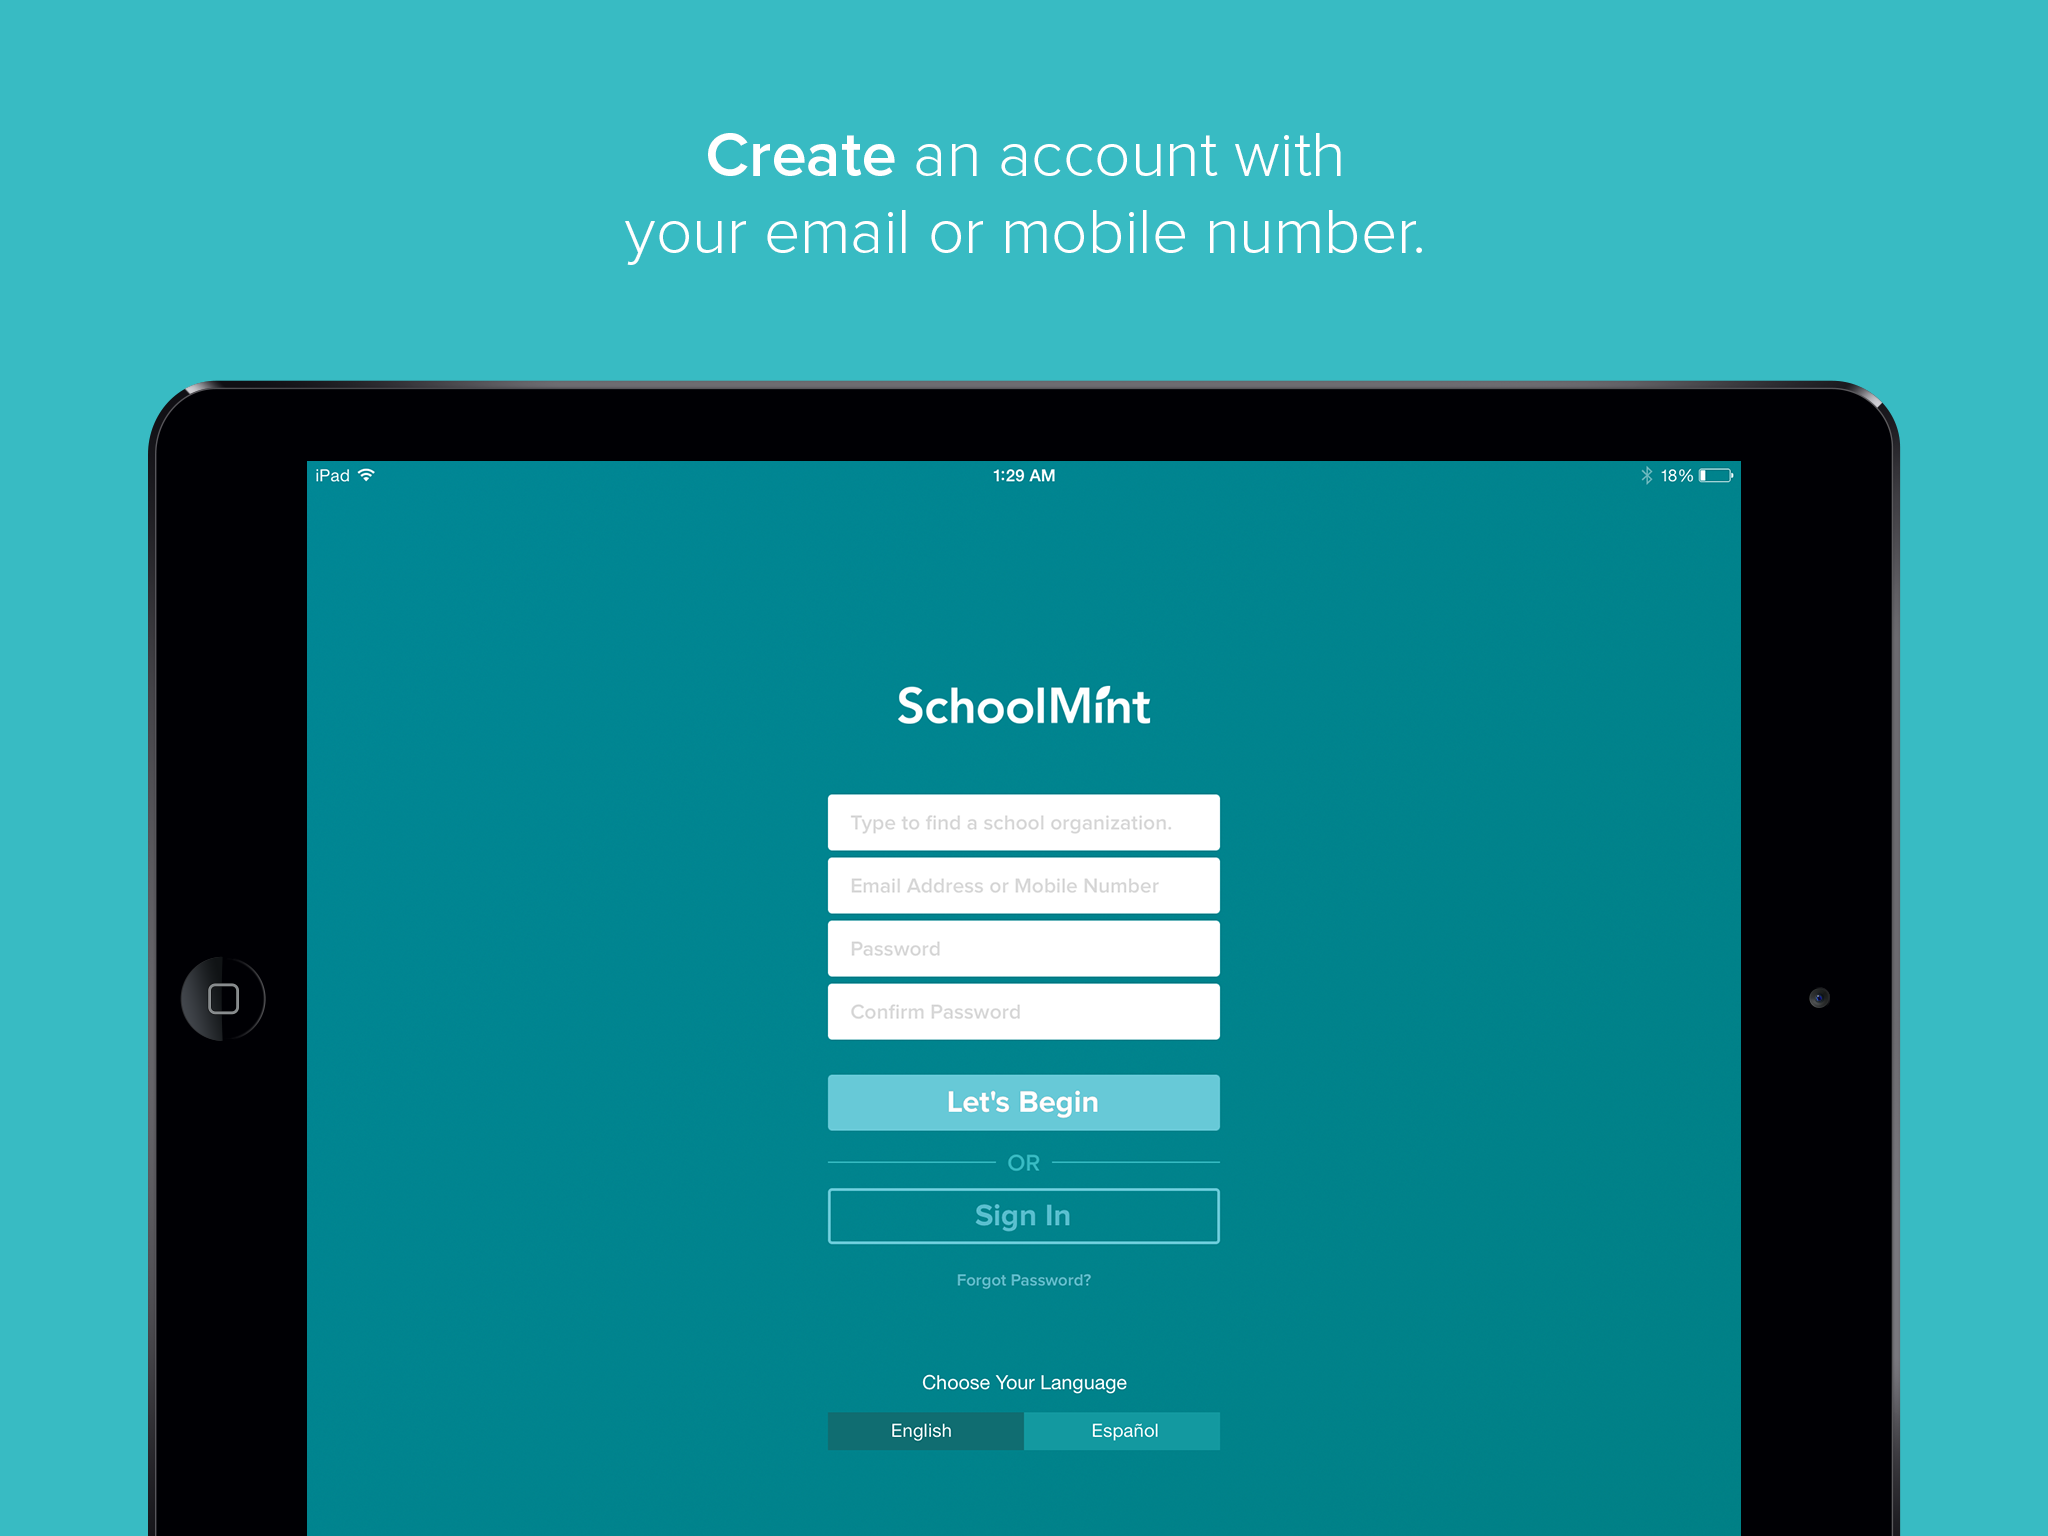 Create an account with
your email or mobile number.
iPad 1:29 AM 18%
SchoolMint
Type to find a school organization.
Email Address or Mobile Number
Password
Confirm Password
Let's Begin
OR
Sign In
Forgot Password?
Choose Your Language
English Español